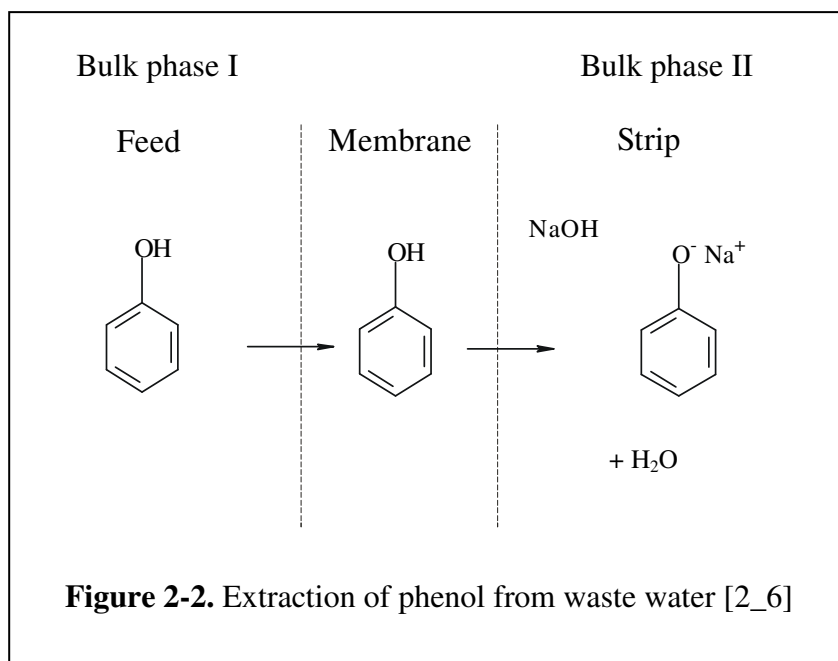 Bulk phase I Bulk phase II
Feed Membrane Strip
NaOH
OH OH O⁻ Na⁺
+ H₂O
Figure 2-2. Extraction of phenol from waste water [2_6]